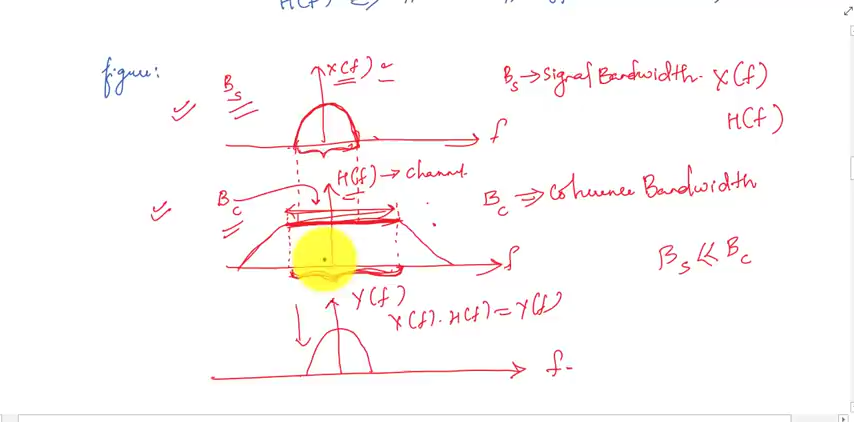 H(f)
figure:
X(f)
Bs → Signal Bandwidth. X(f)
Bs
H(f)
f
H(f) → Channel
Bc
Bc ⇒ Coherence Bandwidth
f
Bs ≪ Bc
Y(f)
X(f) . H(f) = Y(f)
f